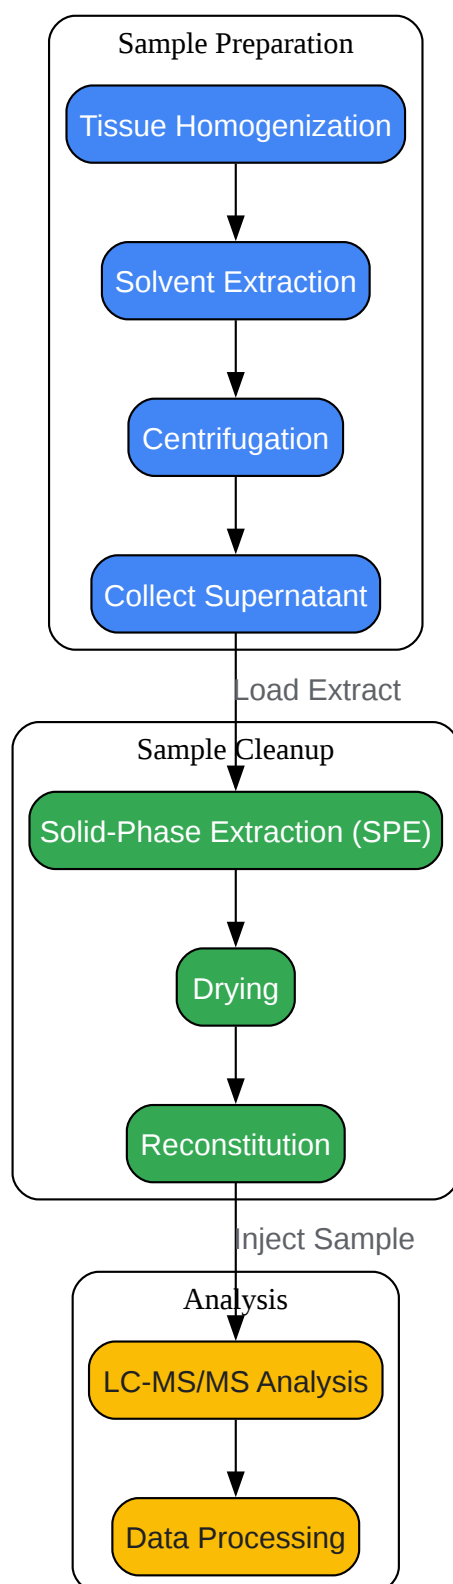 Sample Preparation
Tissue Homogenization
Solvent Extraction
Centrifugation
Collect Supernatant
Load Extract
Sample Cleanup
Solid-Phase Extraction (SPE)
Drying
Reconstitution
Inject Sample
Analysis
LC-MS/MS Analysis
Data Processing